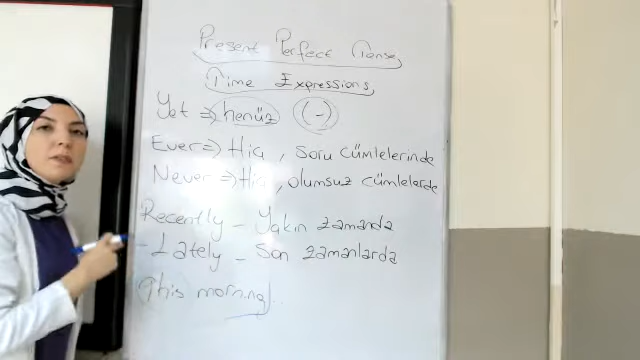 Present Perfect Tense
Time Expressions
Yet => henüz (-)
Ever => Hiç, soru cümlelerinde
Never => Hiç, olumsuz cümlelerde
Recently - Yakın zamanda
- Lately - Son zamanlarda
This morning...